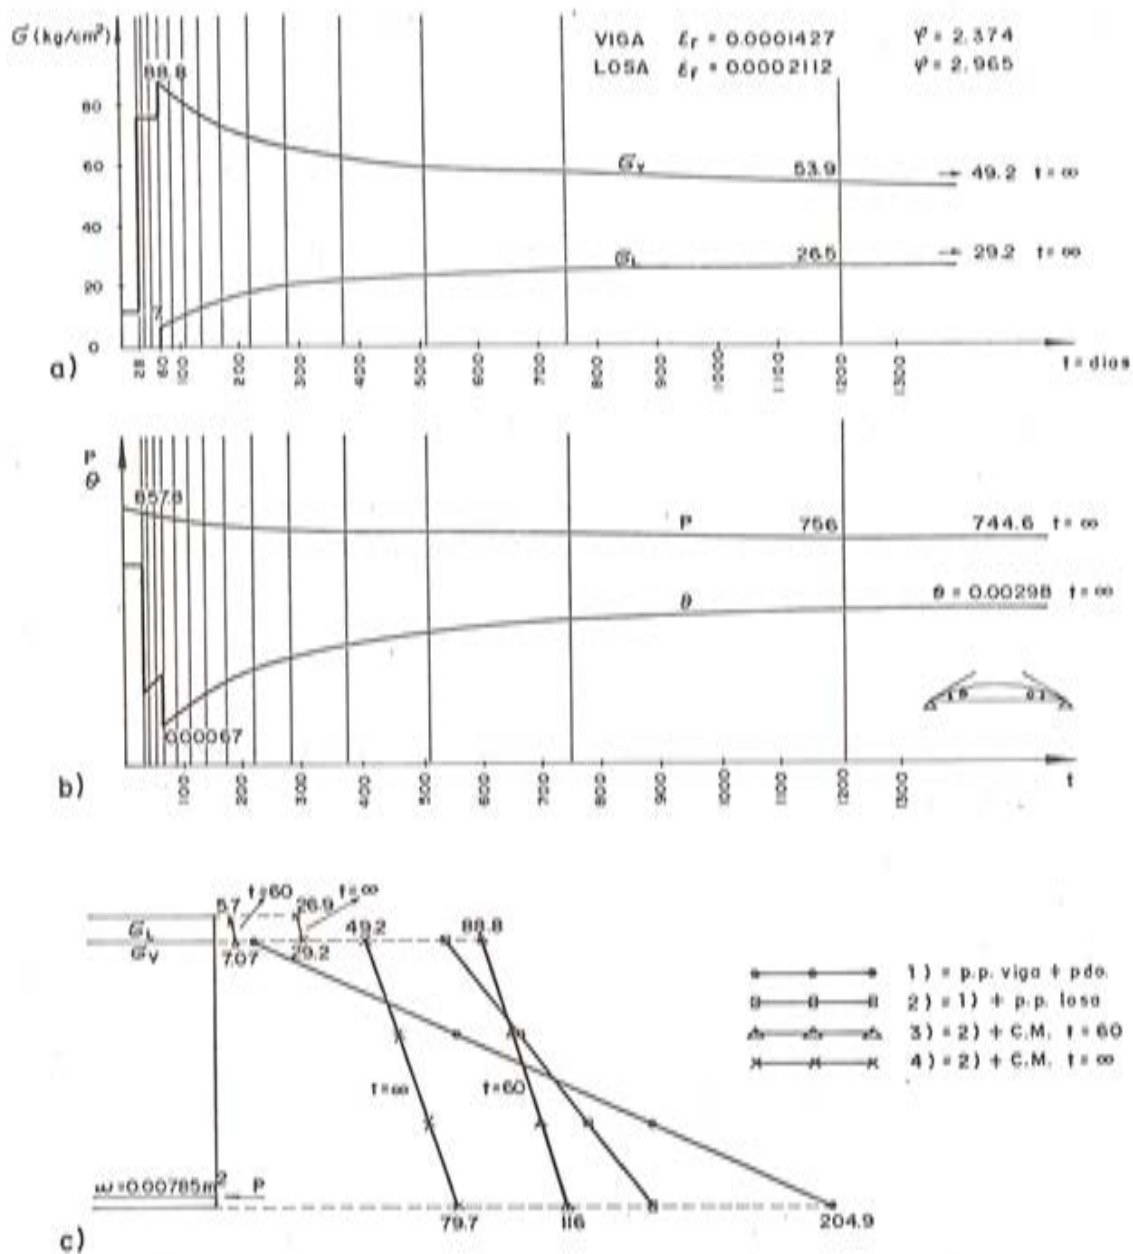 σ (kg/cm²)
VIGA εr = 0.0001427 φ = 2.374
LOSA εr = 0.0002112 φ = 2.965
88.8
80
60
40
20
0
7
σv
53.9
→ 49.2 t = ∞
σL
26.5
→ 29.2 t = ∞
28 60 100 200 300 400 500 600 700 800 900 1000 1100 1200 1300
t = dias
a)
P
θ
857.8
P
756
744.6 t = ∞
θ
θ = 0.00298 t = ∞
0.00067
100 200 300 400 500 600 700 800 900 1000 1100 1200 1300
t
b)
5.7
t = 60
26.9
t = ∞
σL
σv
7.07
29.2
49.2
88.8
t = ∞
t = 60
ω = 0.00785 m²
P
79.7
116
204.9
1) = p.p. viga + pdo.
2) = 1) + p.p. losa
3) = 2) + C.M. t = 60
4) = 2) + C.M. t = ∞
c)